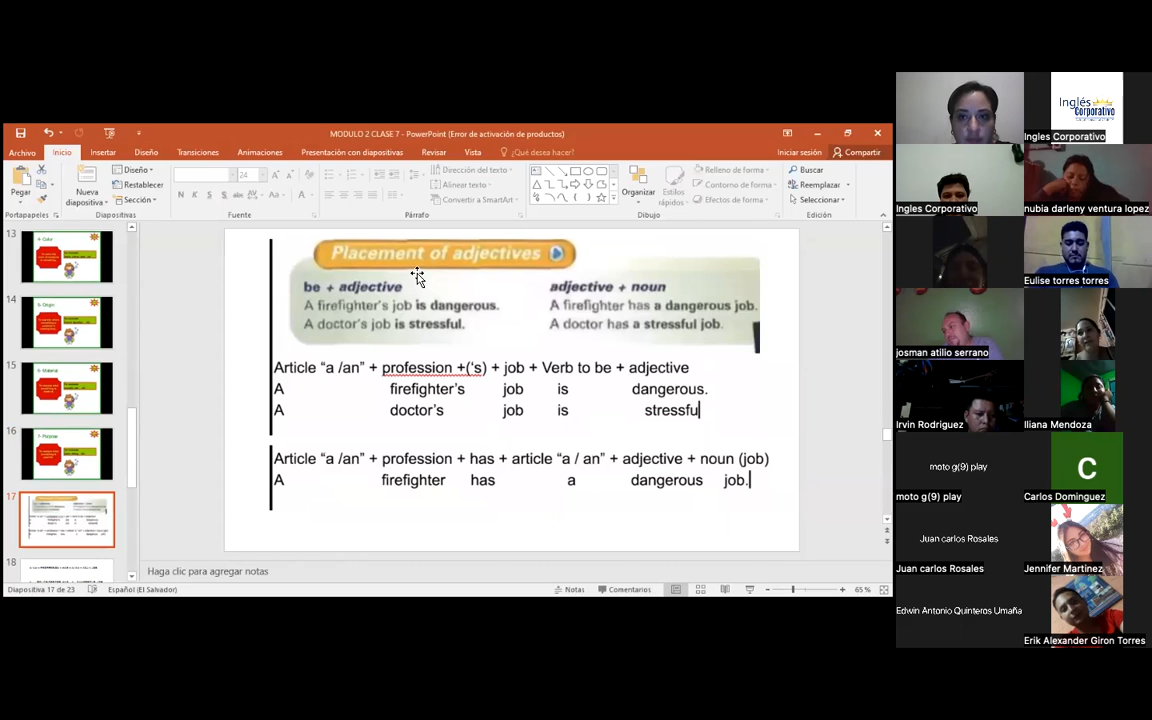 MODULO 2 CLASE 7 - PowerPoint (Error de activación de productos)
Archivo Inicio Insertar Diseño Transiciones Animaciones Presentación con diapositivas Revisar Vista ¿Qué desea hacer? Iniciar sesión Compartir
Pegar
Nueva diapositiva
Diseño
Restablecer
Sección
24
N K S
Dirección del texto
Alinear texto
Convertir a SmartArt
Organizar
Estilos rápidos
Relleno de forma
Contorno de forma
Efectos de forma
Buscar
Reemplazar
Seleccionar
Portapapeles Diapositivas Fuente Párrafo Dibujo Edición
13
14
15
16
17
18
Placement of adjectives
be + adjective
A firefighter's job is dangerous.
A doctor's job is stressful.
adjective + noun
A firefighter has a dangerous job.
A doctor has a stressful job.
Article “a /an” + profession +(‘s) + job + Verb to be + adjective
A firefighter’s job is dangerous.
A doctor’s job is stressfu
Article “a /an” + profession + has + article “a / an” + adjective + noun (job)
A firefighter has a dangerous job.
Haga clic para agregar notas
Diapositiva 17 de 23 Español (El Salvador) Notas Comentarios 65 %
Inglés
Corporativo
Ingles Corporativo
Ingles Corporativo
nubia darleny ventura lopez
Eulise torres torres
josman atilio serrano
Irvin Rodriguez
Iliana Mendoza
moto g(9) play
moto g(9) play
C
Carlos Dominguez
Juan carlos Rosales
Juan carlos Rosales
Jennifer Martinez
Edwin Antonio Quinteros Umaña
Erik Alexander Giron Torres